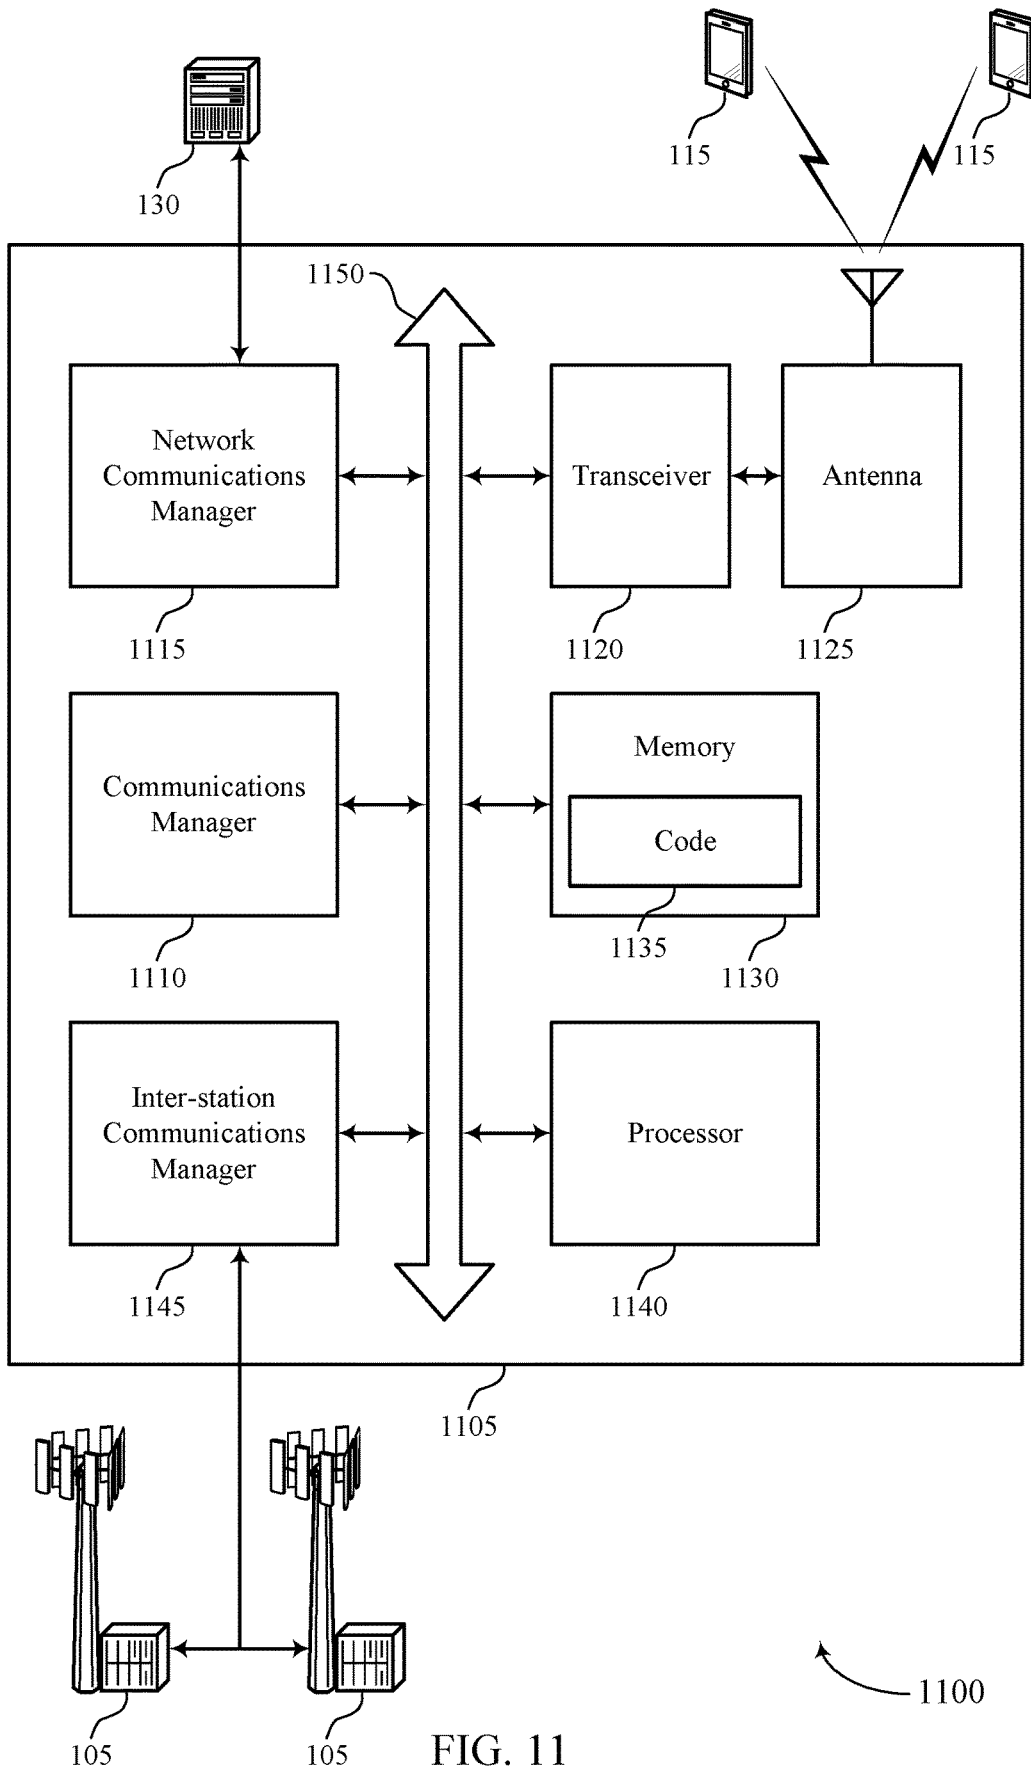 130
115
115
1150
Network
Communications
Manager
Transceiver
Antenna
1115
1120
1125
Communications
Manager
Memory
Code
1135
1110
1130
Inter-station
Communications
Manager
Processor
1145
1140
1105
1100
105
105
FIG. 11